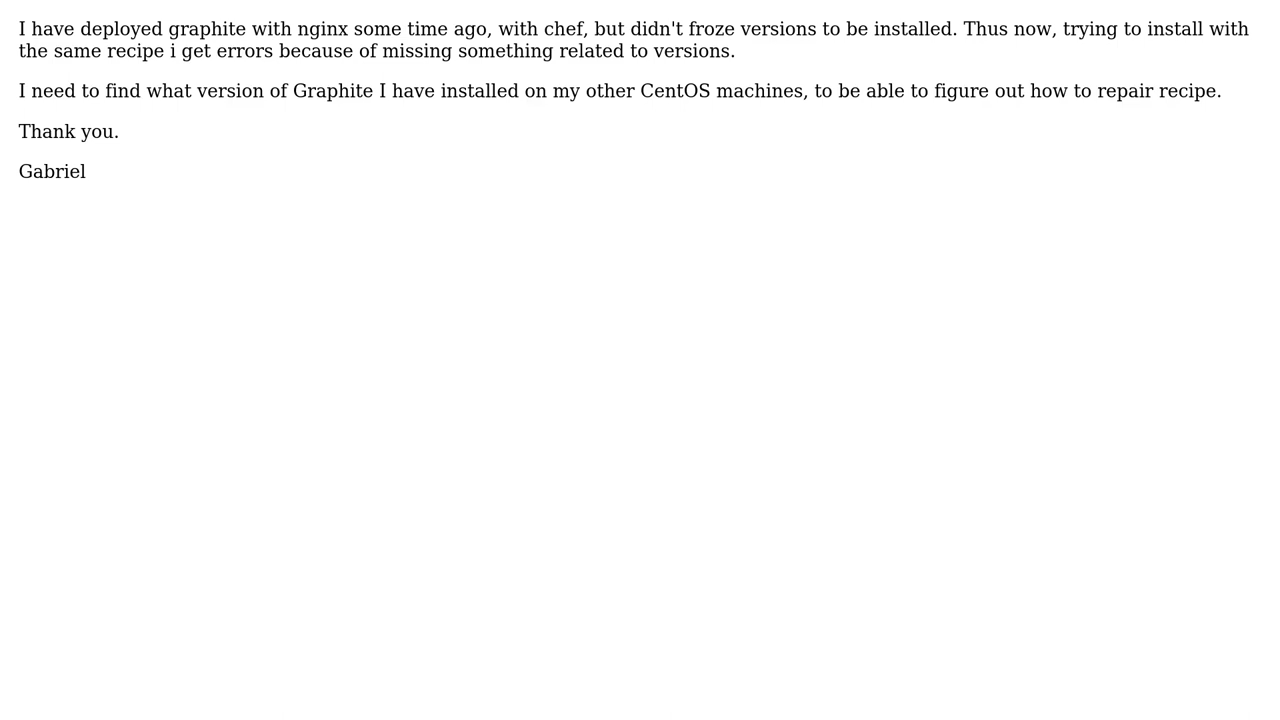 I have deployed graphite with nginx some time ago, with chef, but didn't froze versions to be installed. Thus now, trying to install with
the same recipe i get errors because of missing something related to versions.
I need to find what version of Graphite I have installed on my other CentOS machines, to be able to figure out how to repair recipe.
Thank you.
Gabriel